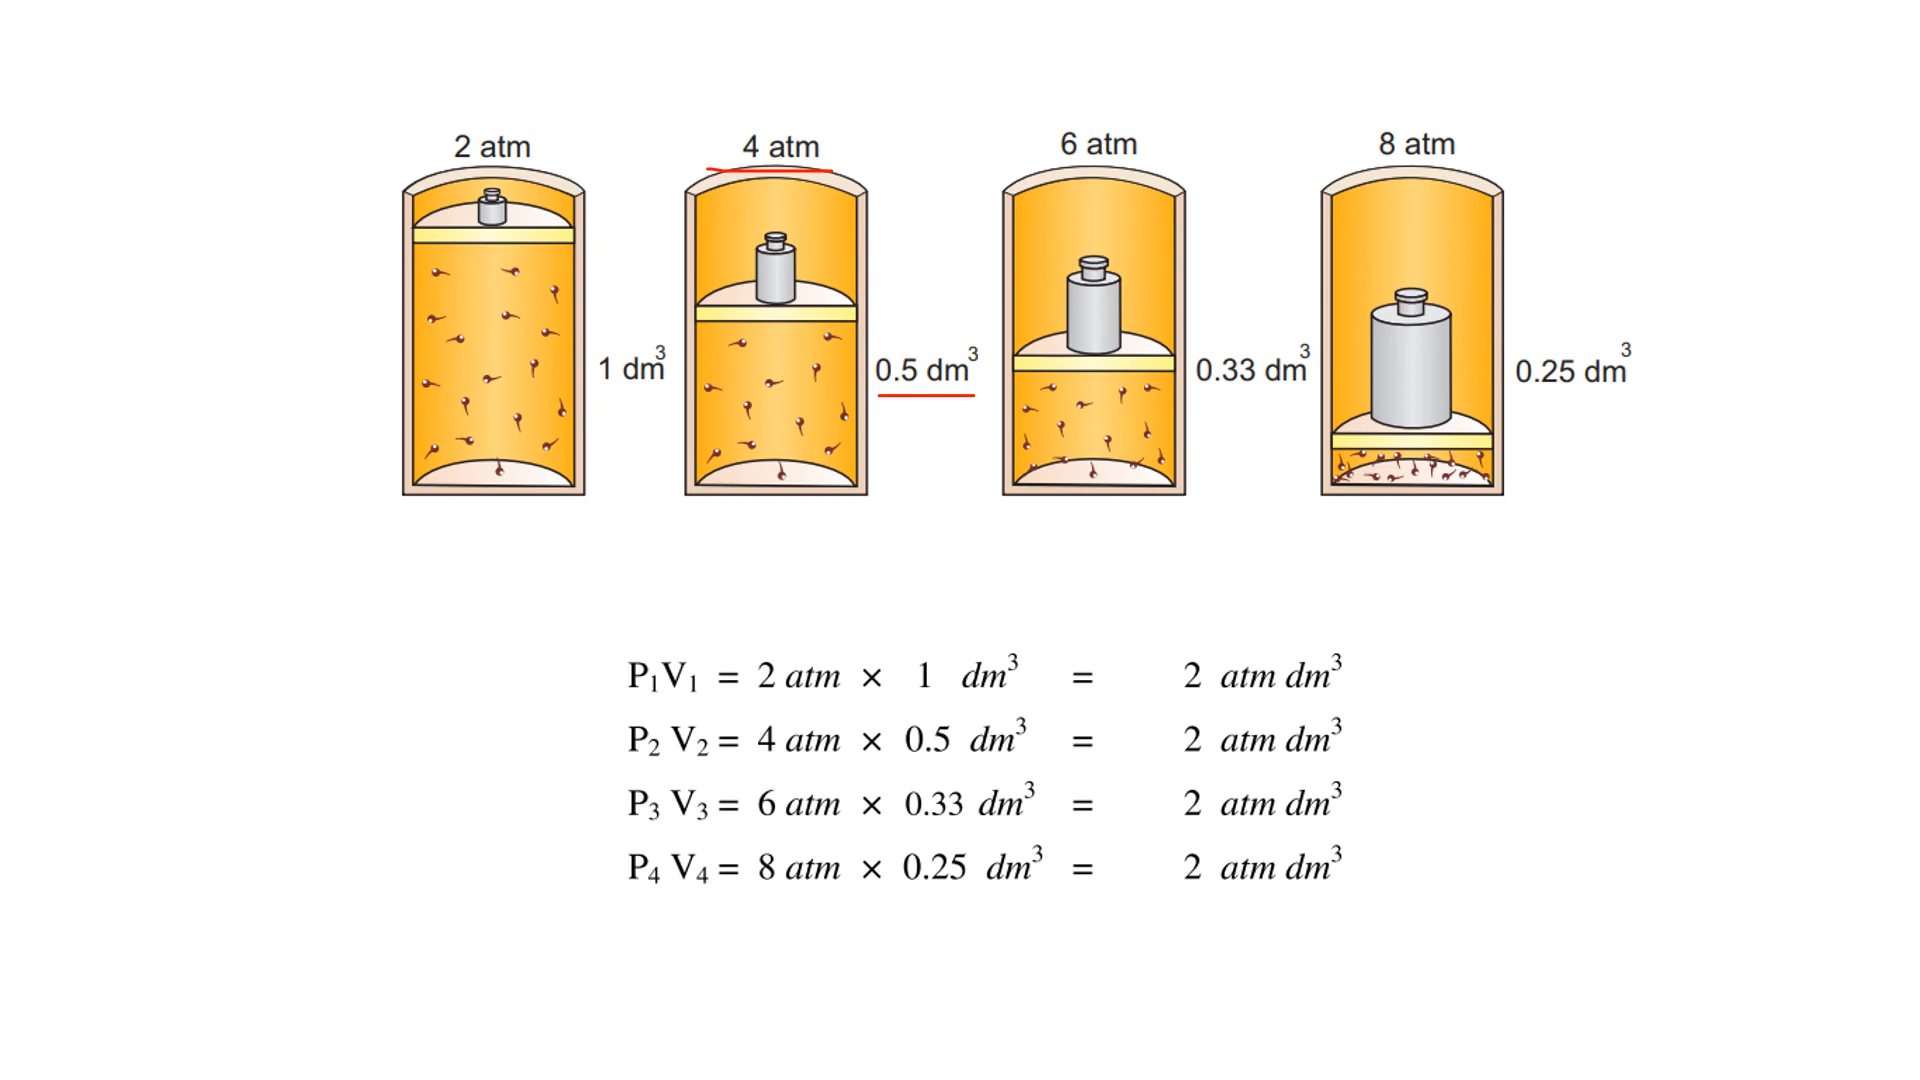 2 atm 4 atm 6 atm 8 atm
1 dm³ 0.5 dm³ 0.33 dm³ 0.25 dm³
P₁V₁ = 2 atm × 1 dm³ = 2 atm dm³
P₂ V₂ = 4 atm × 0.5 dm³ = 2 atm dm³
P₃ V₃ = 6 atm × 0.33 dm³ = 2 atm dm³
P₄ V₄ = 8 atm × 0.25 dm³ = 2 atm dm³